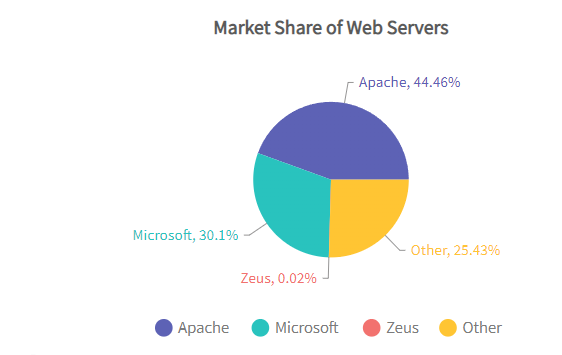 Market Share of Web Servers
Apache, 44.46%
Microsoft, 30.1%
Other, 25.43%
Zeus, 0.02%
Apache Microsoft Zeus Other